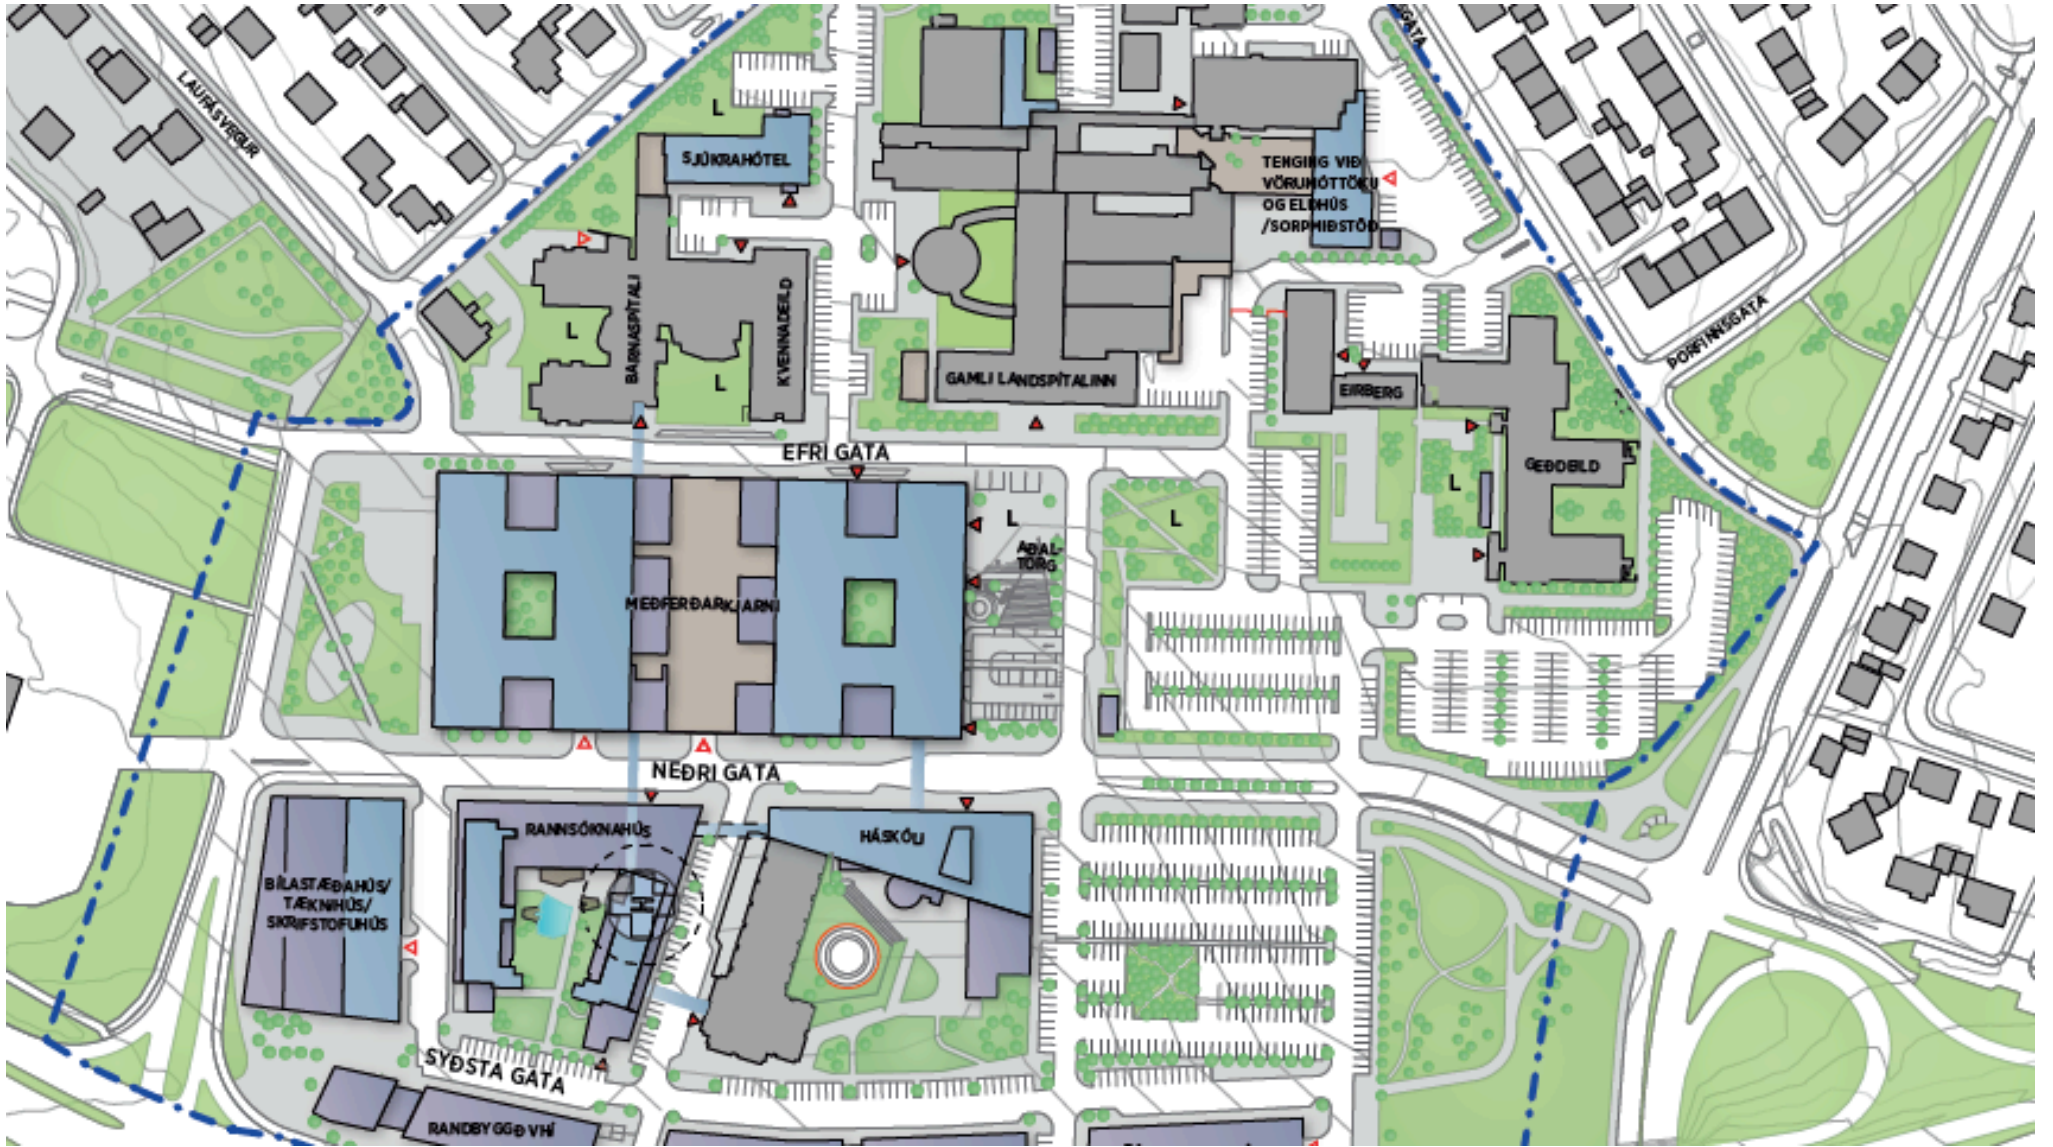 LAUFÁSVEGUR
L
SJÚKRAHÓTEL
TENGING VIÐ
VÖRUMÓTTÖKU
OG ELDHÚS
/SORPMIÐSTÖÐ
ÞORFINNSGATA
BARNASPÍTALI
KVENNADEILD
L
L
GAMLI LANDSPÍTALINN
EIRBERG
EFRI GATA
GEÐDEILD
L
L
L
AÐAL-
TORG
MEÐFERÐARKJARNI
NEÐRI GATA
RANNSÓKNAHÚS
HÁSKÓLI
BÍLASTÆÐAHÚS/
TÆKNIHÚS/
SKRIFSTOFUHÚS
H
SYÐSTA GATA
RANDBYGGÐ VHÍ